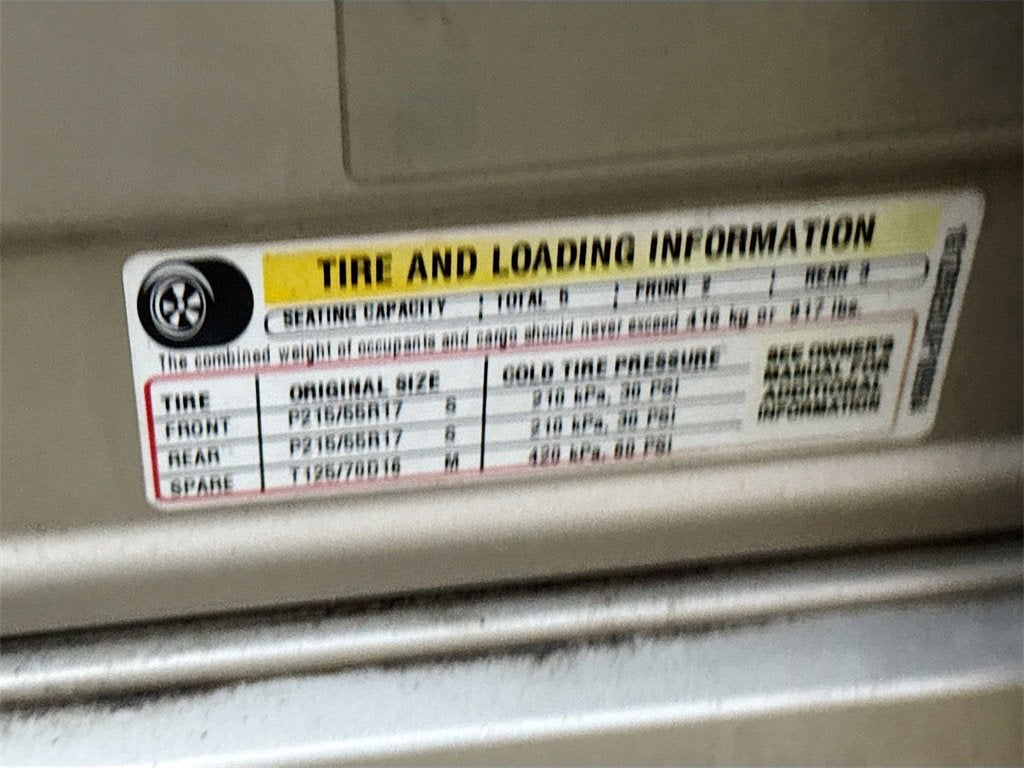 TIRE AND LOADING INFORMATION
SEATING CAPACITY TOTAL 5 FRONT 2 REAR 3
The combined weight of occupants and cargo should never exceed kg or 917 lbs.
TIRE ORIGINAL SIZE COLD TIRE PRESSURE
FRONT P215/55R17 S 210 kPa, 30 PSI
REAR P215/55R17 S 210 kPa, 30 PSI
SPARE T125/70D16 M 420 kPa, 60 PSI
SEE OWNER'S
MANUAL FOR
ADDITIONAL
INFORMATION